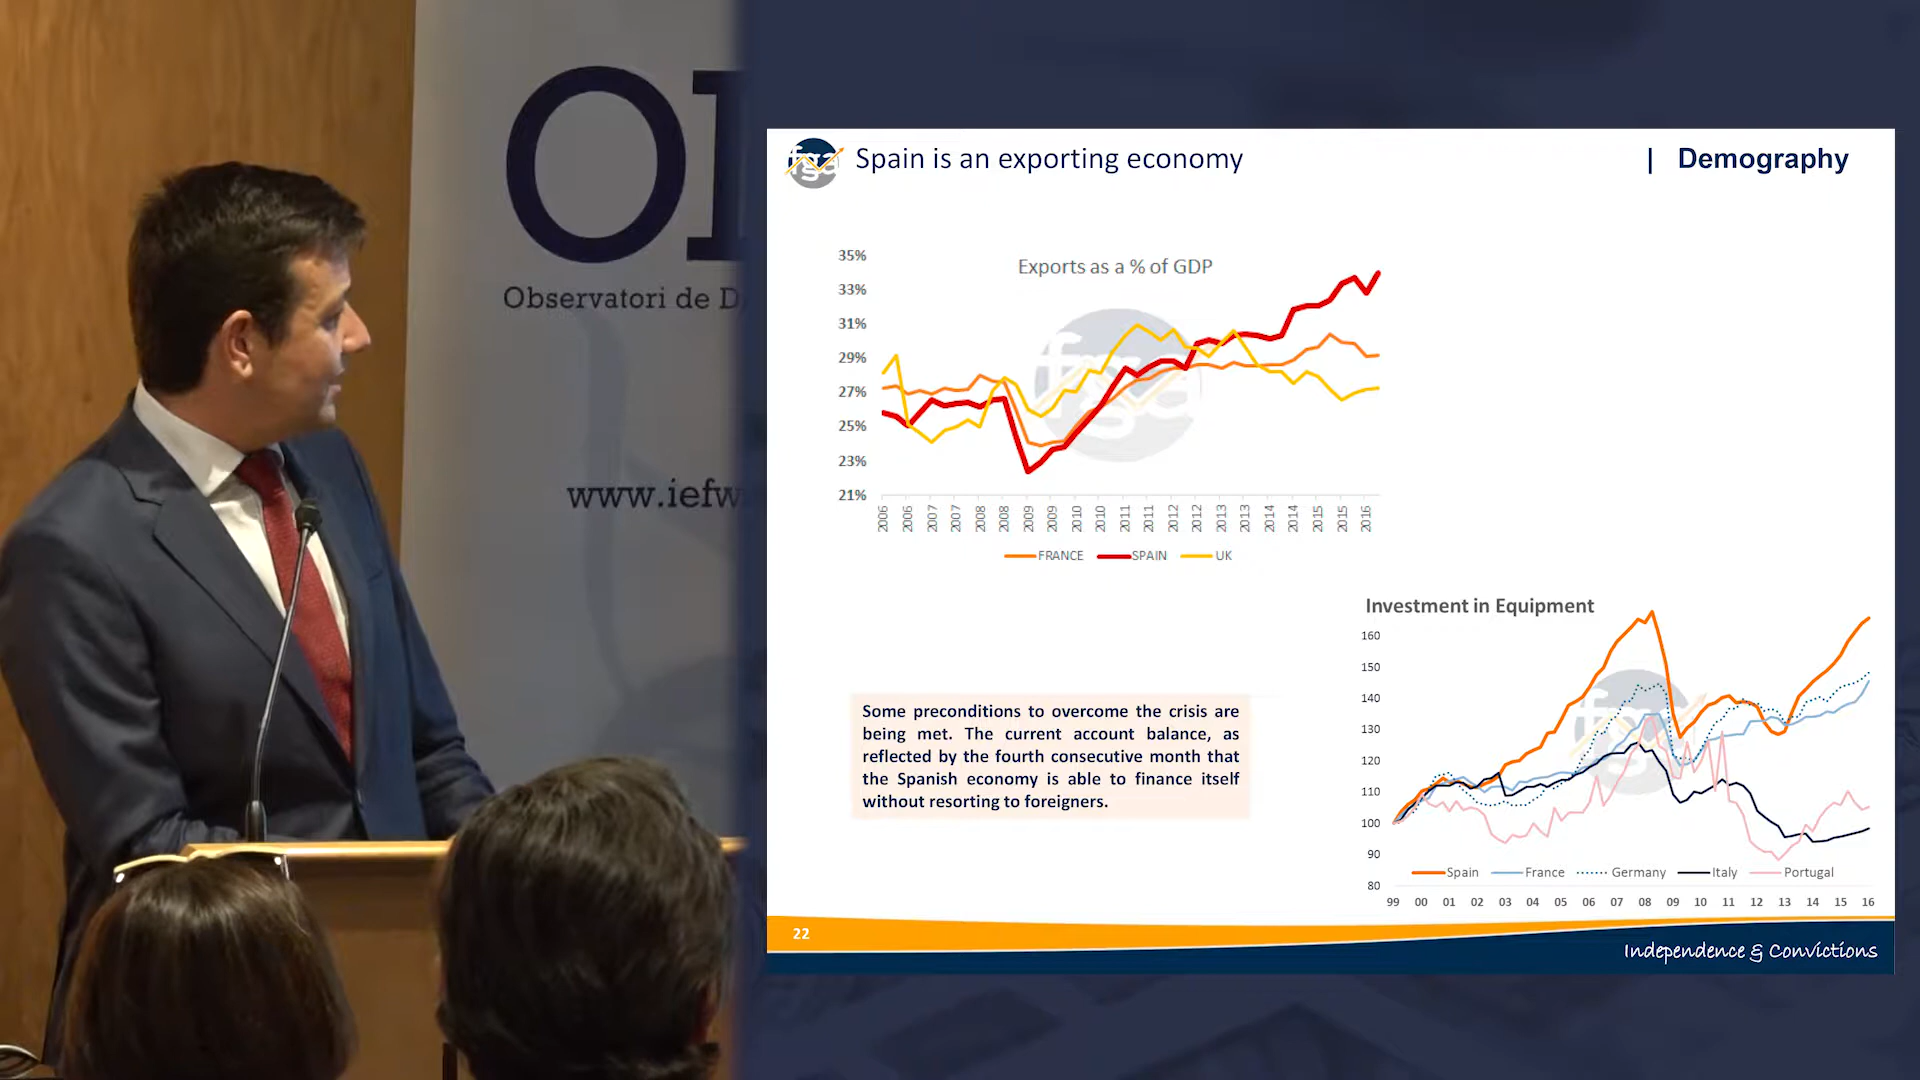 O
Observatori de D
www.iefw
fga
Spain is an exporting economy
| Demography
Exports as a % of GDP
35%
33%
31%
29%
27%
25%
23%
21%
2006 2006 2007 2007 2008 2008 2009 2009 2010 2010 2011 2011 2012 2012 2013 2013 2014 2014 2015 2015 2016
FRANCE SPAIN UK
Some preconditions to overcome the crisis are
being met. The current account balance, as
reflected by the fourth consecutive month that
the Spanish economy is able to finance itself
without resorting to foreigners.
Investment in Equipment
160
150
140
130
120
110
100
90
80
Spain France Germany Italy Portugal
99 00 01 02 03 04 05 06 07 08 09 10 11 12 13 14 15 16
22
Independence & Convictions